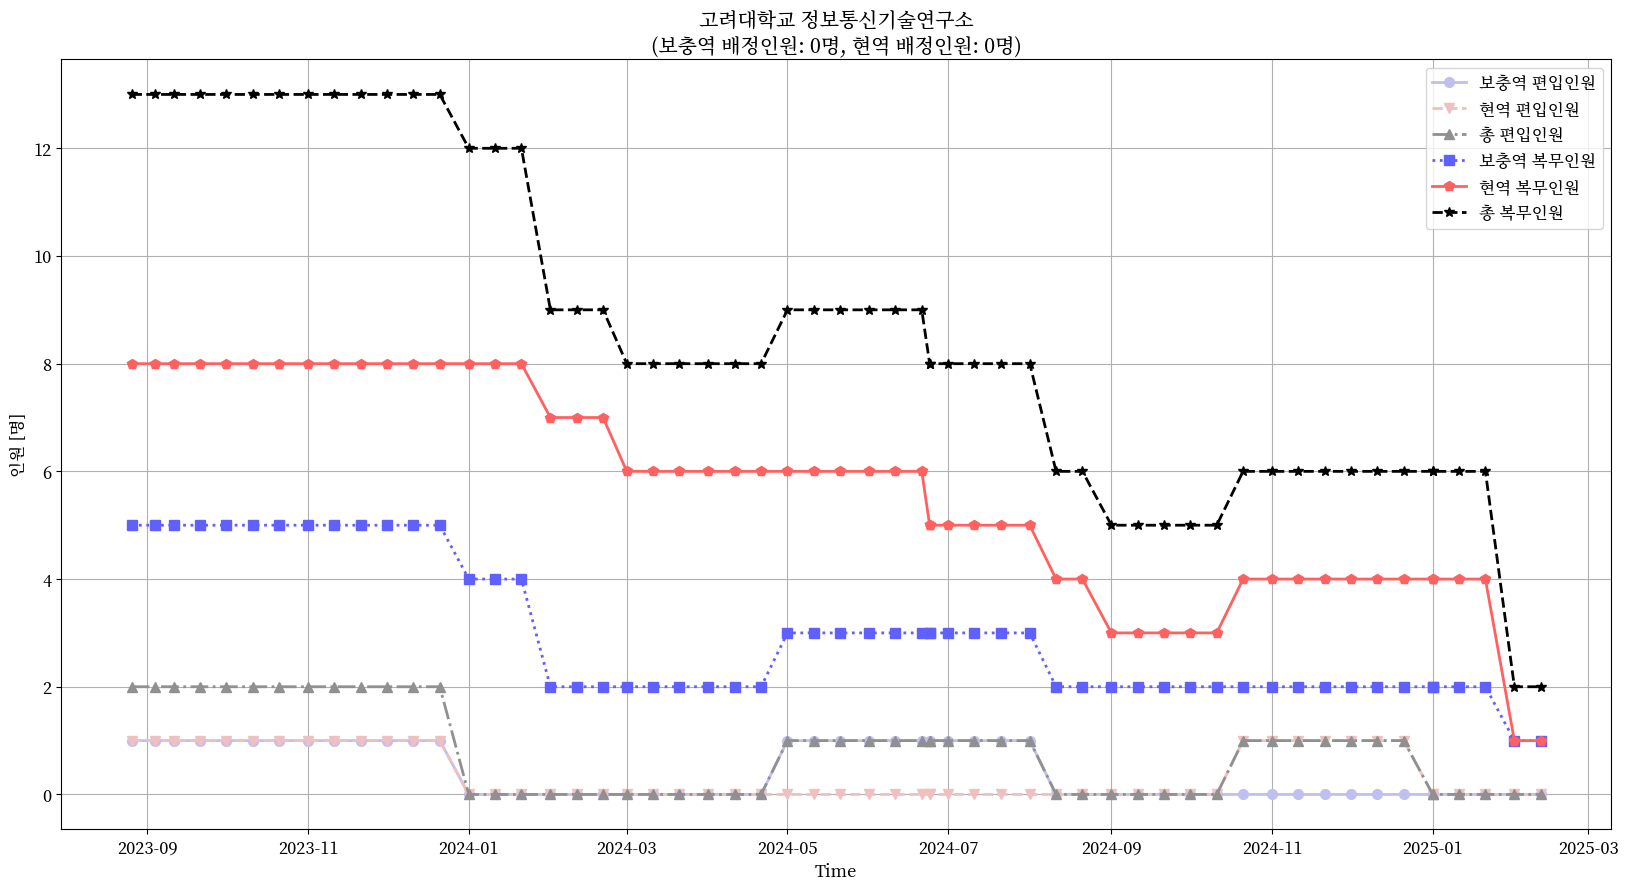 고려대학교 정보통신기술연구소
(보충역 배정인원: 0명, 현역 배정인원: 0명)
보충역 편입인원
현역 편입인원
총 편입인원
보충역 복무인원
현역 복무인원
총 복무인원
인원 [명]
12
10
8
6
4
2
0
2023-09 2023-11 2024-01 2024-03 2024-05 2024-07 2024-09 2024-11 2025-01 2025-03
Time